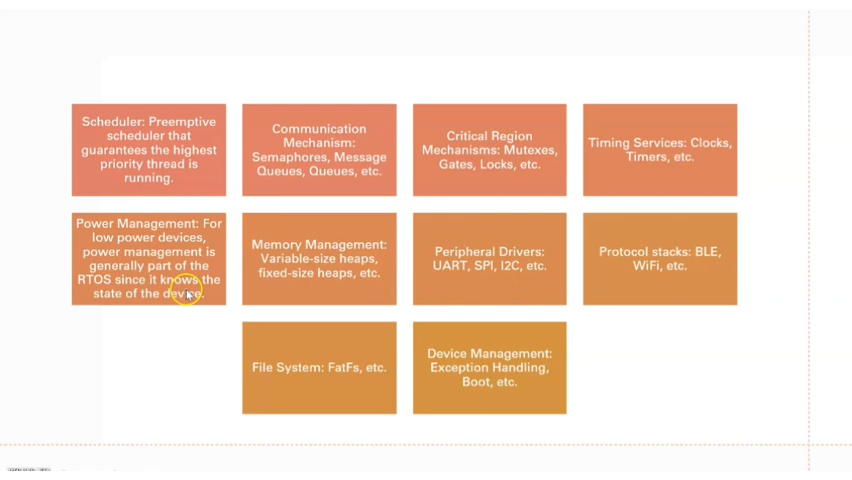 Scheduler: Preemptive
scheduler that
guarantees the highest
priority thread is
running.
Communication
Mechanism:
Semaphores, Message
Queues, Queues, etc.
Critical Region
Mechanisms: Mutexes,
Gates, Locks, etc.
Timing Services: Clocks,
Timers, etc.
Power Management: For
low power devices,
power management is
generally part of the
RTOS since it knows the
state of the device.
Memory Management:
Variable-size heaps,
fixed-size heaps, etc.
Peripheral Drivers:
UART, SPI, I2C, etc.
Protocol stacks: BLE,
WiFi, etc.
File System: FatFs, etc.
Device Management:
Exception Handling,
Boot, etc.